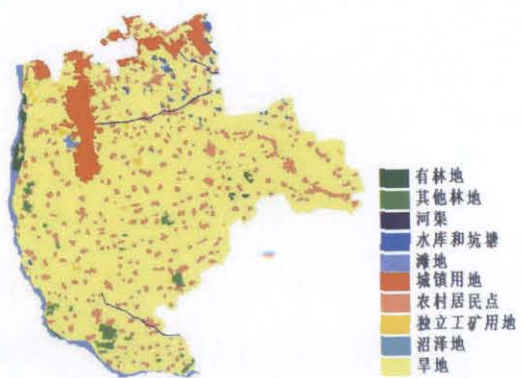 有林地
其他林地
河渠
水库和坑塘
滩地
城镇用地
农村居民点
独立工矿用地
沼泽地
旱地